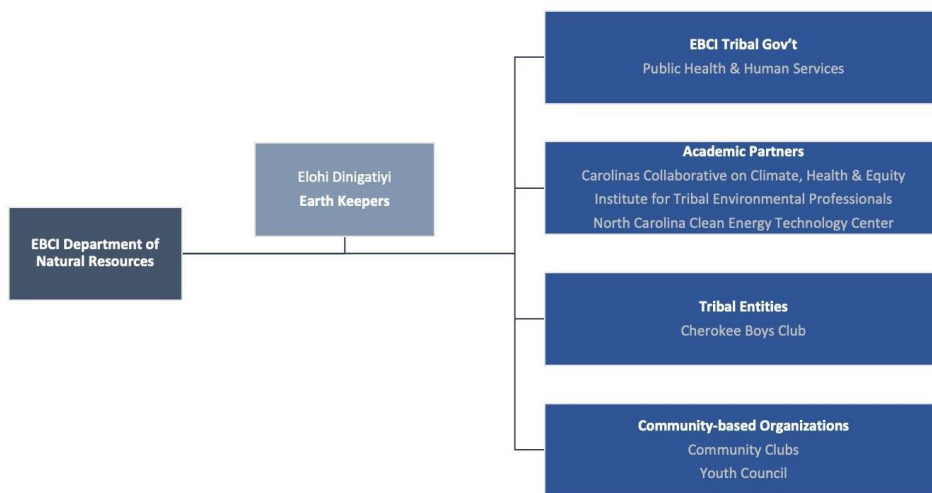 EBCI Department of
Natural Resources
Elohi Dinigatiyi
Earth Keepers
EBCI Tribal Gov’t
Public Health & Human Services
Academic Partners
Carolinas Collaborative on Climate, Health & Equity
Institute for Tribal Environmental Professionals
North Carolina Clean Energy Technology Center
Tribal Entities
Cherokee Boys Club
Community-based Organizations
Community Clubs
Youth Council